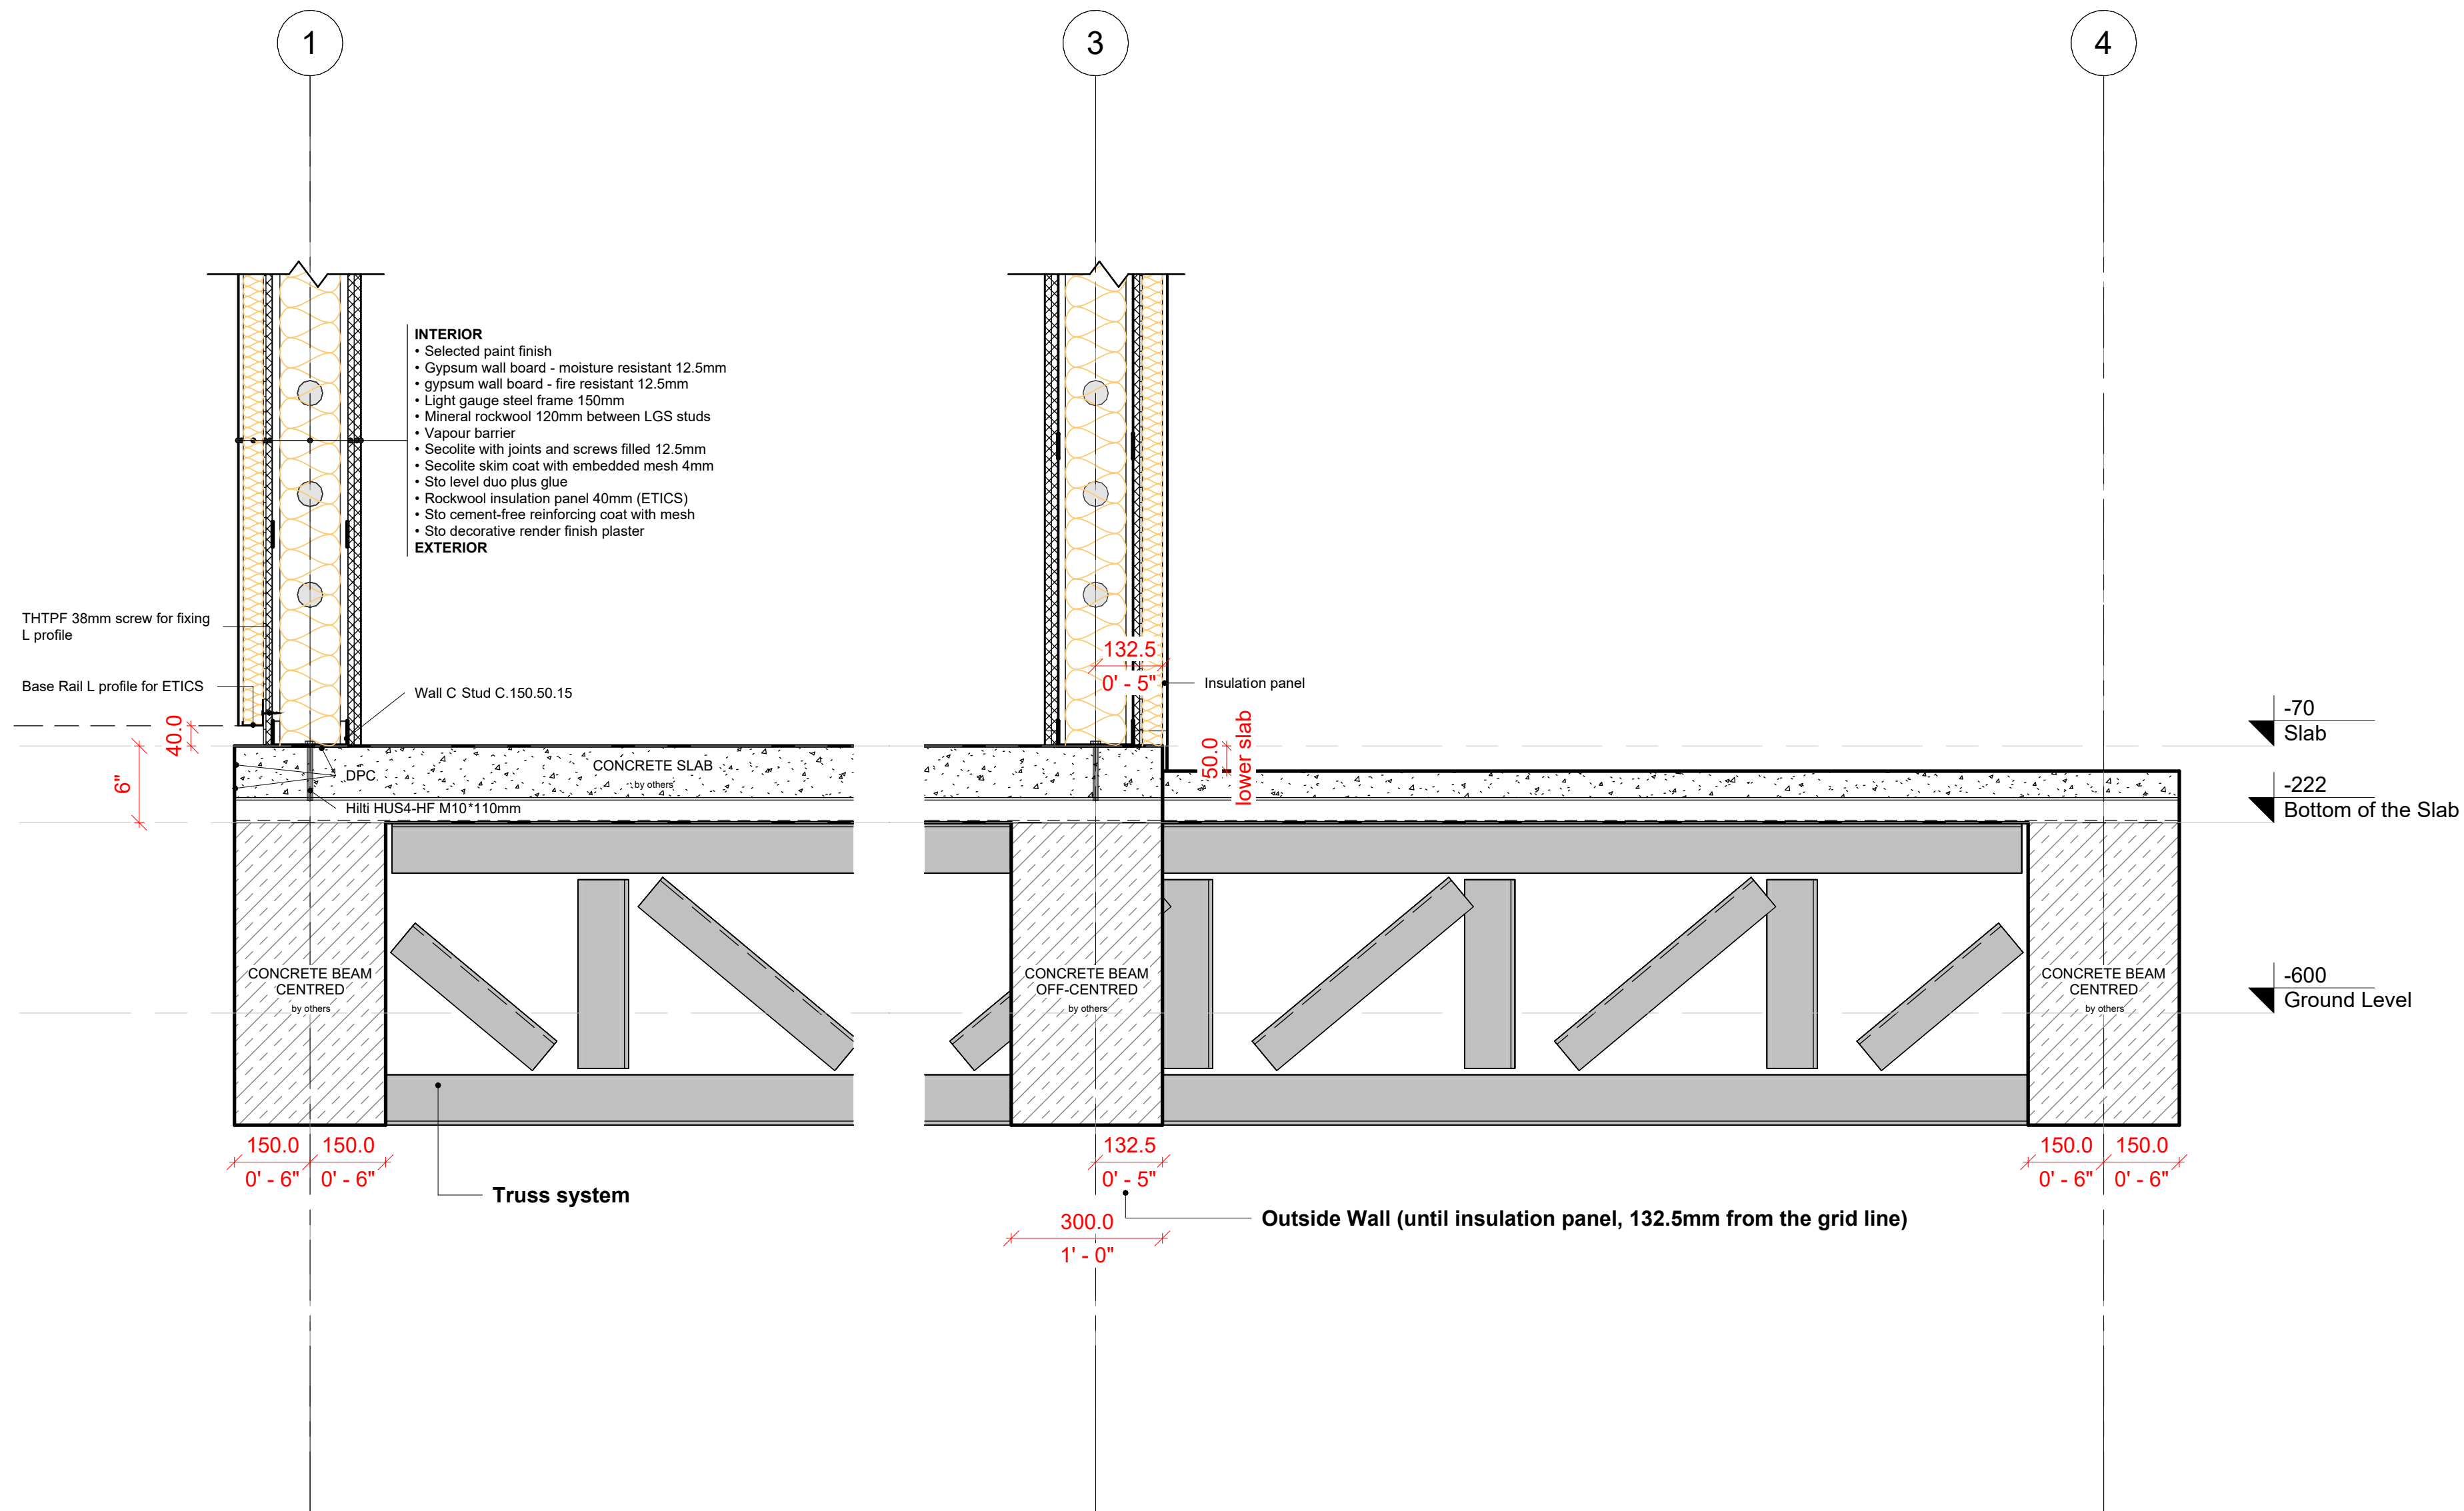 1
3
4
INTERIOR
• Selected paint finish
• Gypsum wall board - moisture resistant 12.5mm
• gypsum wall board - fire resistant 12.5mm
• Light gauge steel frame 150mm
• Mineral rockwool 120mm between LGS studs
• Vapour barrier
• Secolite with joints and screws filled 12.5mm
• Secolite skim coat with embedded mesh 4mm
• Sto level duo plus glue
• Rockwool insulation panel 40mm (ETICS)
• Sto cement-free reinforcing coat with mesh
• Sto decorative render finish plaster
EXTERIOR
THTPF 38mm screw for fixing
L profile
Base Rail L profile for ETICS
Wall C Stud C.150.50.15
132.5
0' - 5"
Insulation panel
40.0
6"
50.0
lower slab
-70
Slab
CONCRETE SLAB
by others
DPC
Hilti HUS4-HF M10*110mm
-222
Bottom of the Slab
CONCRETE BEAM
CENTRED
by others
CONCRETE BEAM
OFF-CENTRED
by others
CONCRETE BEAM
CENTRED
by others
-600
Ground Level
150.0
150.0
0' - 6"
0' - 6"
132.5
0' - 5"
150.0
150.0
0' - 6"
0' - 6"
Truss system
300.0
1' - 0"
Outside Wall (until insulation panel, 132.5mm from the grid line)